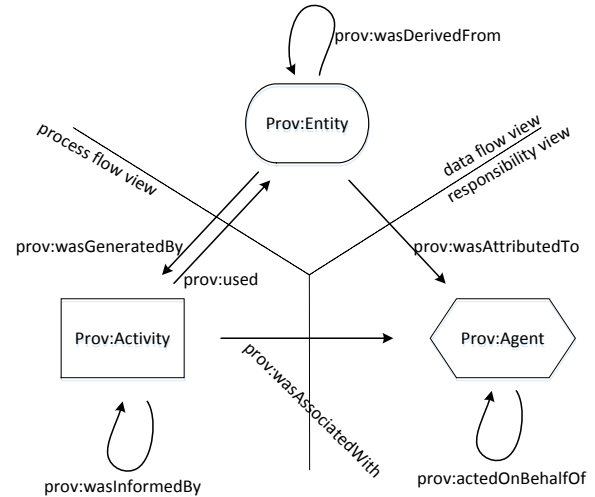 prov:wasDerivedFrom
Prov:Entity
process flow view
data flow view
responsibility view
prov:wasGeneratedBy
prov:wasAttributedTo
prov:used
Prov:Activity
Prov:Agent
prov:wasAssociatedWith
prov:wasInformedBy
prov:actedOnBehalfOf